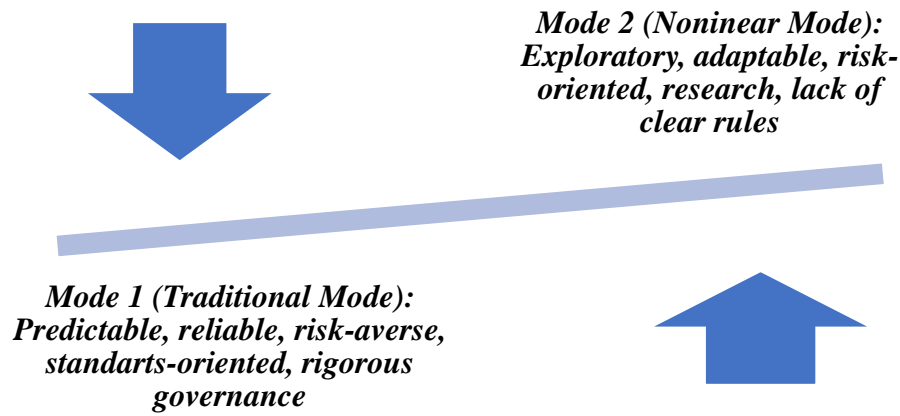 Mode 2 (Noninear Mode):
Exploratory, adaptable, risk-
oriented, research, lack of
clear rules
Mode 1 (Traditional Mode):
Predictable, reliable, risk-averse,
standarts-oriented, rigorous
governance